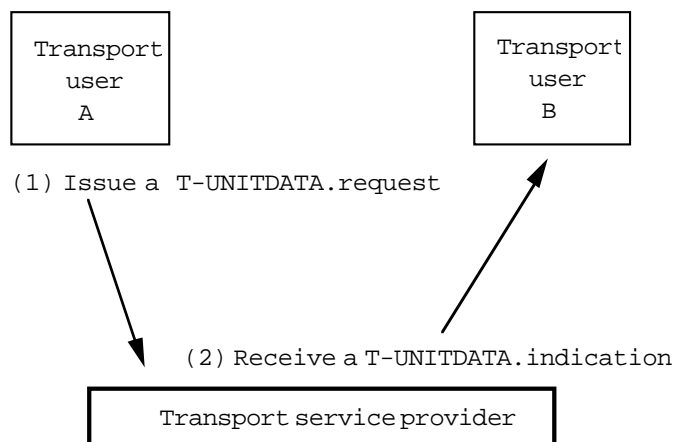 Transport
user
A
Transport
user
B
(1) Issue a T-UNITDATA.request
(2) Receive a T-UNITDATA.indication
Transport service provider